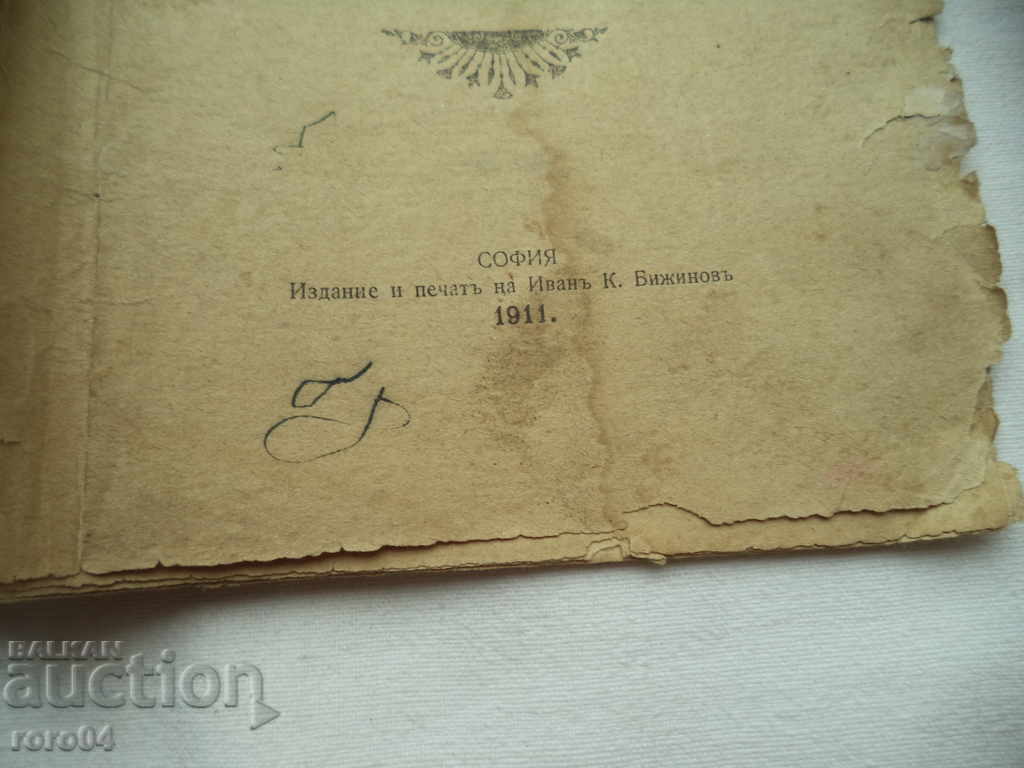 СОФИЯ
Издание и печатъ на Иванъ К. Бижиновъ
1911.
BALKAN
auction
roro04